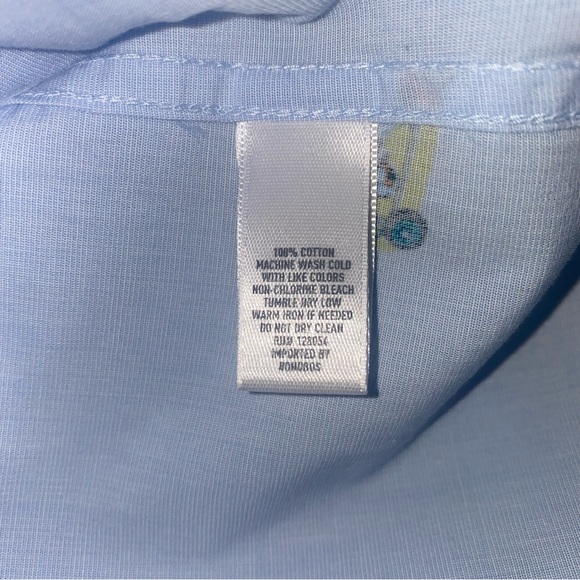 100% COTTON
MACHINE WASH COLD
WITH LIKE COLORS
NON-CHLORINE BLEACH
TUMBLE DRY LOW
WARM IRON IF NEEDED
DO NOT DRY CLEAN
RN# 128054
IMPORTED BY
BONOBOS